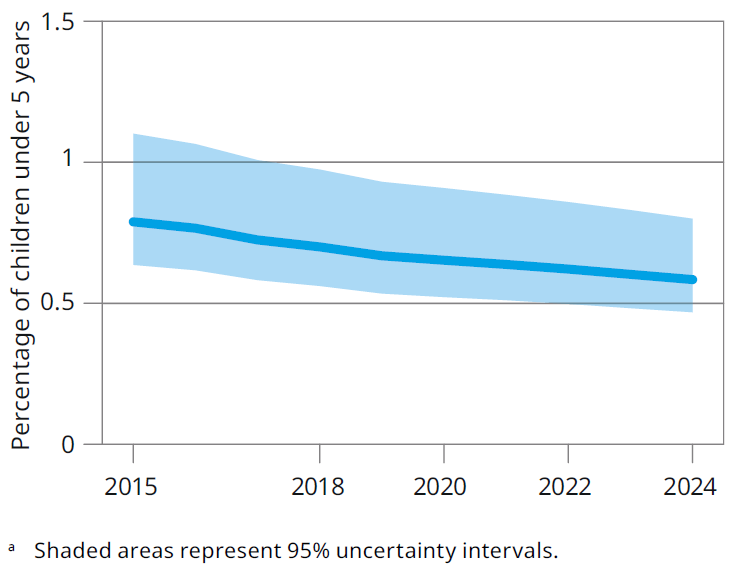 Percentage of children under 5 years
1.5
1
0.5
0
2015 2018 2020 2022 2024
a Shaded areas represent 95% uncertainty intervals.